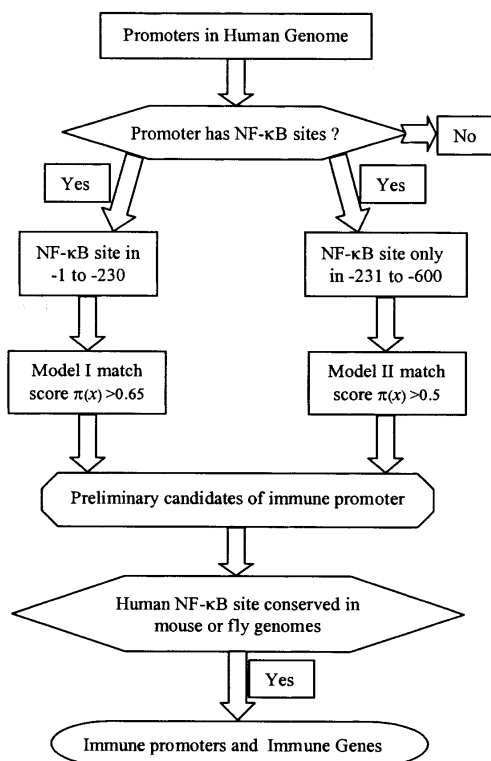 Promoters in Human Genome
Promoter has NF-κB sites ?
No
Yes
Yes
NF-κB site in
-1 to -230
NF-κB site only
in -231 to -600
Model I match
score π(x) >0.65
Model II match
score π(x) >0.5
Preliminary candidates of immune promoter
Human NF-κB site conserved in
mouse or fly genomes
Yes
Immune promoters and Immune Genes